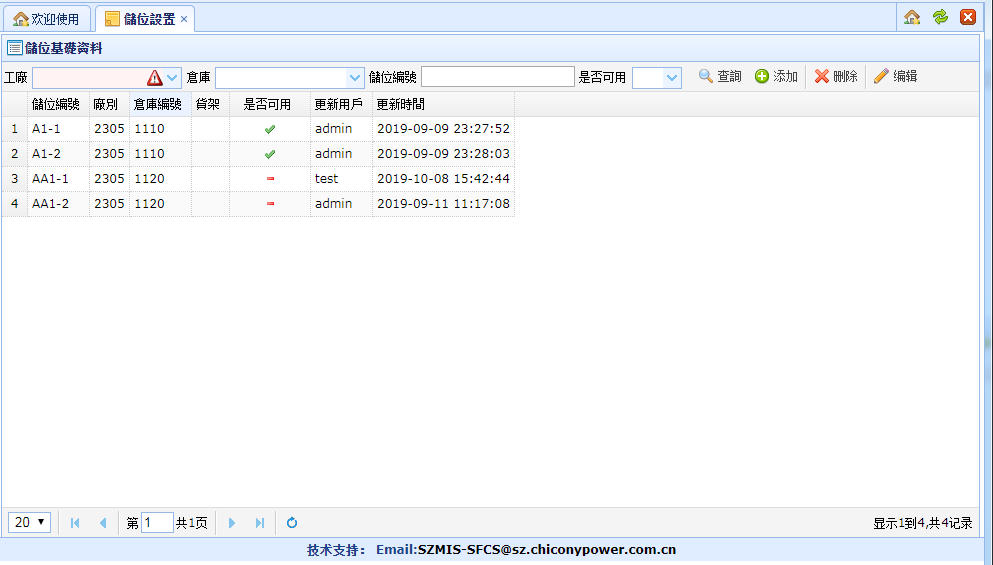 欢迎使用 儲位設置
儲位基礎資料
工廠 倉庫 儲位編號 是否可用 查詢 添加 刪除 编辑
儲位編號 廠別 倉庫編號 貨架 是否可用 更新用戶 更新時間
1 A1-1 2305 1110 admin 2019-09-09 23:27:52
2 A1-2 2305 1110 admin 2019-09-09 23:28:03
3 AA1-1 2305 1120 test 2019-10-08 15:42:44
4 AA1-2 2305 1120 admin 2019-09-11 11:17:08
20 第 1 共1页 显示1到4,共4记录
技术支持: Email:SZMIS-SFCS@sz.chiconypower.com.cn